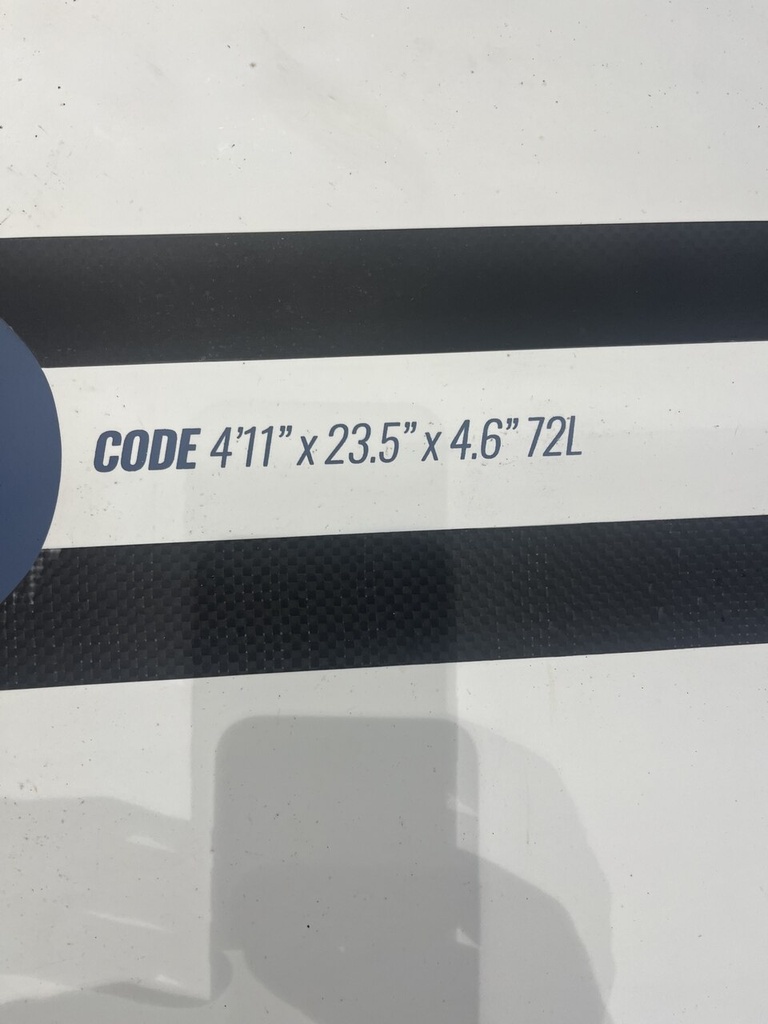 CODE 4’11” x 23.5” x 4.6” 72L